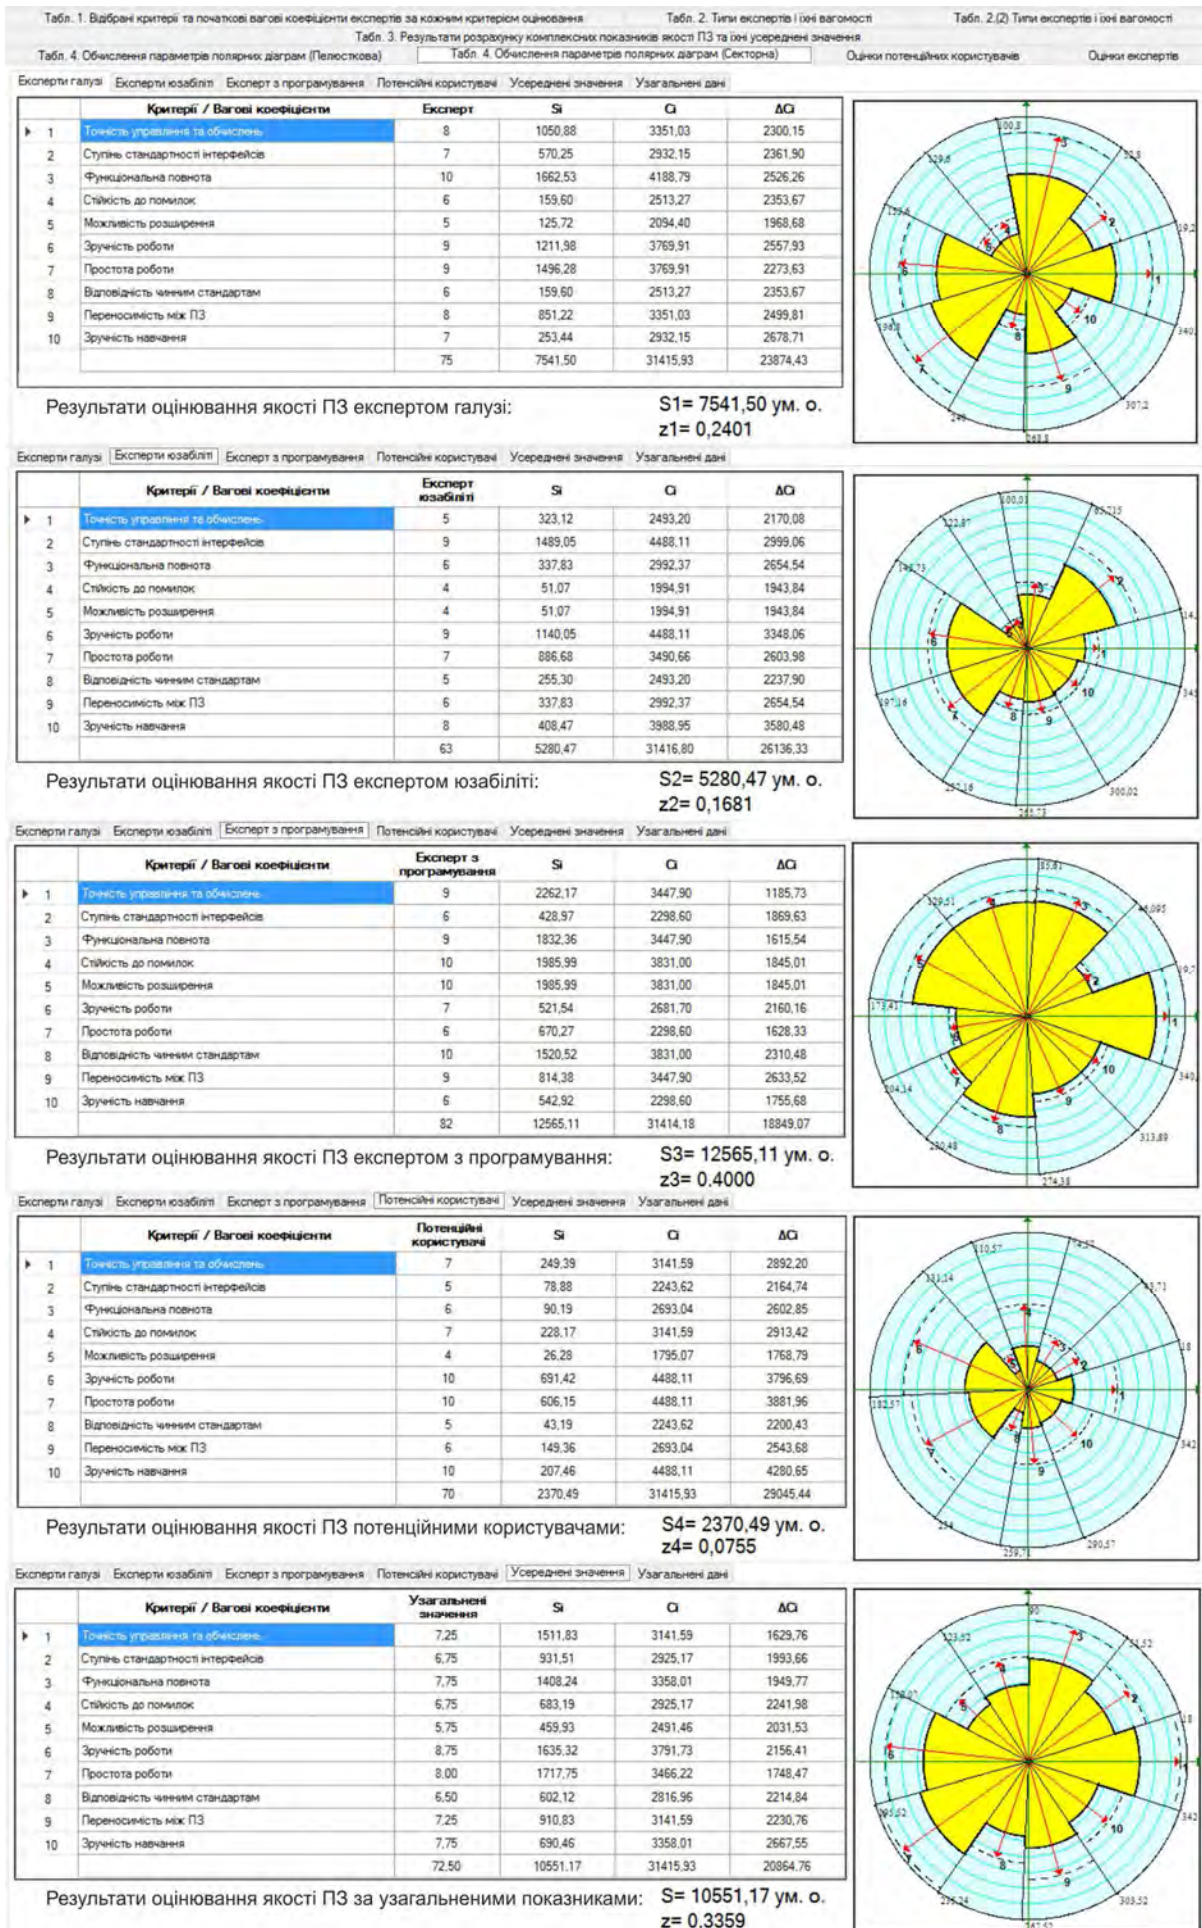 Табл. 1. Відібрані критерії та початкові вагові коефіцієнти експертів за кожним критерієм оцінювання Табл. 2. Типи експертів і їхні вагомості Табл. 2.(2) Типи експертів і їхні вагомості
Табл. 3. Результати розрахунку комплексних показників якості ПЗ та їхні усереднені значення
Табл. 4. Обчислення параметрів полярних діаграм (Пелюсткова) Табл. 4. Обчислення параметрів полярних діаграм (Секторна) Оцінки потенційних користувачів Оцінки експертів
Експерти галузі Експерти юзабіліті Експерт з програмування Потенсійні користувачі Усереднені значення Узагальнені дані
Критерії / Вагові коефіцієнти Експерт Si Ci ΔCi
1 Точність управління та обчислень 8 1050,88 3351,03 2300,15
2 Ступінь стандартності інтерфейсів 7 570,25 2932,15 2361,90
3 Функціональна повнота 10 1662,53 4188,79 2526,26
4 Стійкість до помилок 6 159,60 2513,27 2353,67
5 Можливість розширення 5 125,72 2094,40 1968,68
6 Зручність роботи 9 1211,98 3769,91 2557,93
7 Простота роботи 9 1496,28 3769,91 2273,63
8 Відповідність чинним стандартам 6 159,60 2513,27 2353,67
9 Переносимість між ПЗ 8 851,22 3351,03 2499,81
10 Зручність навчання 7 253,44 2932,15 2678,71
75 7541,50 31415,93 23874,43
Результати оцінювання якості ПЗ експертом галузі: S1= 7541,50 ум. о.
z1= 0,2401
Експерти галузі Експерти юзабіліті Експерт з програмування Потенсійні користувачі Усереднені значення Узагальнені дані
Критерії / Вагові коефіцієнти Експерт юзабіліті Si Ci ΔCi
1 Точність управління та обчислень 5 323,12 2493,20 2170,08
2 Ступінь стандартності інтерфейсів 9 1489,05 4488,11 2999,06
3 Функціональна повнота 6 337,83 2992,37 2654,54
4 Стійкість до помилок 4 51,07 1994,91 1943,84
5 Можливість розширення 4 51,07 1994,91 1943,84
6 Зручність роботи 9 1140,05 4488,11 3348,06
7 Простота роботи 7 886,68 3490,66 2603,98
8 Відповідність чинним стандартам 5 255,30 2493,20 2237,90
9 Переносимість між ПЗ 6 337,83 2992,37 2654,54
10 Зручність навчання 8 408,47 3988,95 3580,48
63 5280,47 31416,80 26136,33
Результати оцінювання якості ПЗ експертом юзабіліті: S2= 5280,47 ум. о.
z2= 0,1681
Експерти галузі Експерти юзабіліті Експерт з програмування Потенсійні користувачі Усереднені значення Узагальнені дані
Критерії / Вагові коефіцієнти Експерт з програмування Si Ci ΔCi
1 Точність управління та обчислень 9 2262,17 3447,90 1185,73
2 Ступінь стандартності інтерфейсів 6 428,97 2298,60 1869,63
3 Функціональна повнота 9 1832,36 3447,90 1615,54
4 Стійкість до помилок 10 1985,99 3831,00 1845,01
5 Можливість розширення 10 1985,99 3831,00 1845,01
6 Зручність роботи 7 521,54 2681,70 2160,16
7 Простота роботи 6 670,27 2298,60 1628,33
8 Відповідність чинним стандартам 10 1520,52 3831,00 2310,48
9 Переносимість між ПЗ 9 814,38 3447,90 2633,52
10 Зручність навчання 6 542,92 2298,60 1755,68
82 12565,11 31414,18 18849,07
Результати оцінювання якості ПЗ експертом з програмування: S3= 12565,11 ум. о.
z3= 0.4000
Експерти галузі Експерти юзабіліті Експерт з програмування Потенсійні користувачі Усереднені значення Узагальнені дані
Критерії / Вагові коефіцієнти Потенційні користувачі Si Ci ΔCi
1 Точність управління та обчислень 7 249,39 3141,59 2892,20
2 Ступінь стандартності інтерфейсів 5 78,88 2243,62 2164,74
3 Функціональна повнота 6 90,19 2693,04 2602,85
4 Стійкість до помилок 7 228,17 3141,59 2913,42
5 Можливість розширення 4 26,28 1795,07 1768,79
6 Зручність роботи 10 691,42 4488,11 3796,69
7 Простота роботи 10 606,15 4488,11 3881,96
8 Відповідність чинним стандартам 5 43,19 2243,62 2200,43
9 Переносимість між ПЗ 6 149,36 2693,04 2543,68
10 Зручність навчання 10 207,46 4488,11 4280,65
70 2370,49 31415,93 29045,44
Результати оцінювання якості ПЗ потенційними користувачами: S4= 2370,49 ум. о.
z4= 0,0755
Експерти галузі Експерти юзабіліті Експерт з програмування Потенсійні користувачі Усереднені значення Узагальнені дані
Критерії / Вагові коефіцієнти Узагальнені значення Si Ci ΔCi
1 Точність управління та обчислень 7,25 1511,83 3141,59 1629,76
2 Ступінь стандартності інтерфейсів 6,75 931,51 2925,17 1993,66
3 Функціональна повнота 7,75 1408,24 3358,01 1949,77
4 Стійкість до помилок 6,75 683,19 2925,17 2241,98
5 Можливість розширення 5,75 459,93 2491,46 2031,53
6 Зручність роботи 8,75 1635,32 3791,73 2156,41
7 Простота роботи 8,00 1717,75 3466,22 1748,47
8 Відповідність чинним стандартам 6,50 602,12 2816,96 2214,84
9 Переносимість між ПЗ 7,25 910,83 3141,59 2230,76
10 Зручність навчання 7,75 690,46 3358,01 2667,55
72.50 10551,17 31415,93 20864,76
Результати оцінювання якості ПЗ за узагальненими показниками: S= 10551,17 ум. о.
z= 0,3359